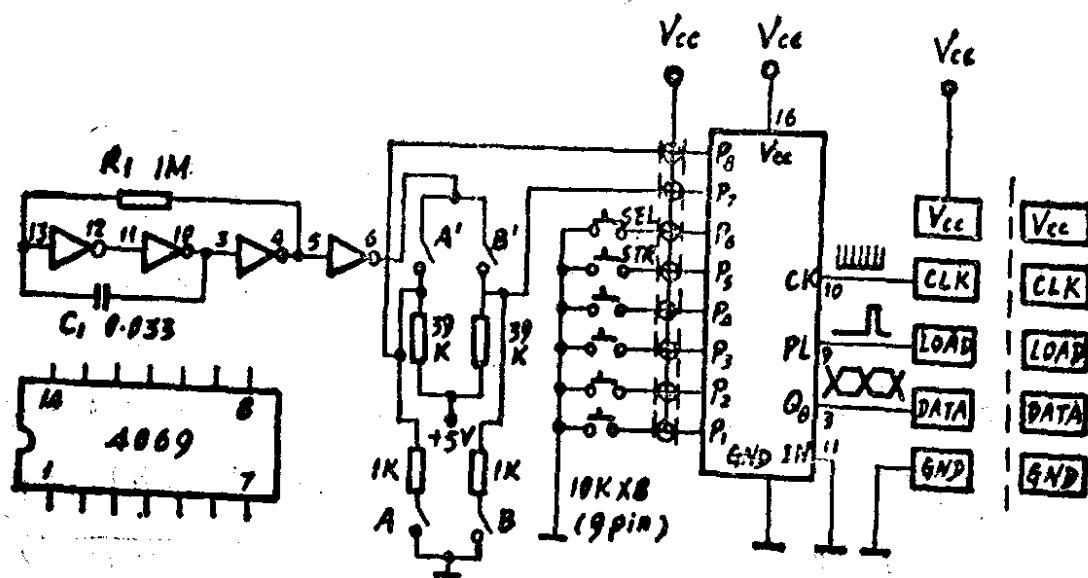 Vcc
Vcc
Vcc
16
R1 1M
P8
Vcc
P7
6
13
12
11
10
3
4
5
A'
B'
SEL
P6
Vcc
Vcc
STR
P5
CK
10
CLK
CLK
C1 0.033
39
K
39
K
P4
P3
PL
9
LOAD
LOAD
14
8
4069
1
7
P2
Q8
3
DATA
DATA
+5V
P1
GND
IN
11
GND
GND
1K
1K
10K X8
(9pin)
A
B